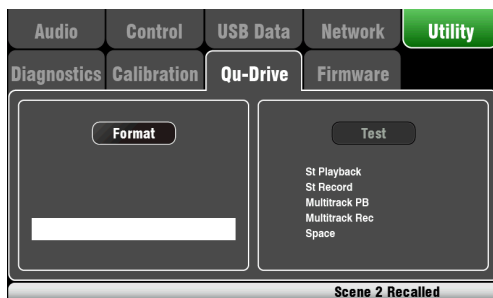 Audio Control USB Data Network Utility
Diagnostics Calibration Qu-Drive Firmware
Format
Test
St Playback
St Record
Multitrack PB
Multitrack Rec
Space
Scene 2 Recalled